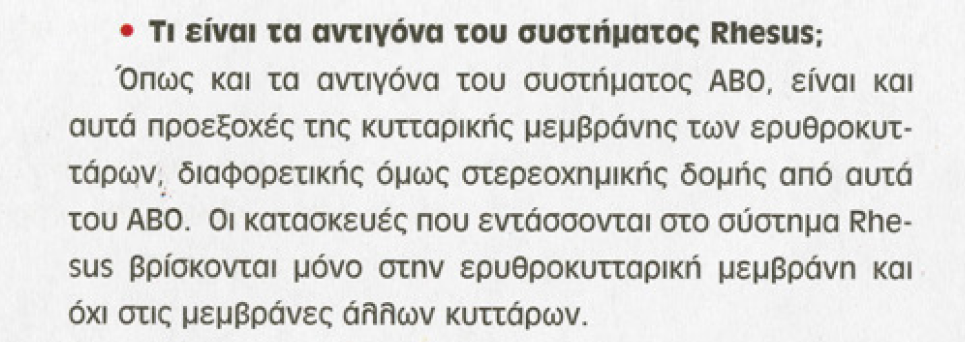 • Τι είναι τα αντιγόνα του συστήματος Rhesus;
Όπως και τα αντιγόνα του συστήματος ΑΒΟ, είναι και
αυτά προεξοχές της κυτταρικής μεμβράνης των ερυθροκυτ-
τάρων, διαφορετικής όμως στερεοχημικής δομής από αυτά
του ΑΒΟ. Οι κατασκευές που εντάσσονται στο σύστημα Rhe-
sus βρίσκονται μόνο στην ερυθροκυτταρική μεμβράνη και
όχι στις μεμβράνες άλλων κυττάρων.